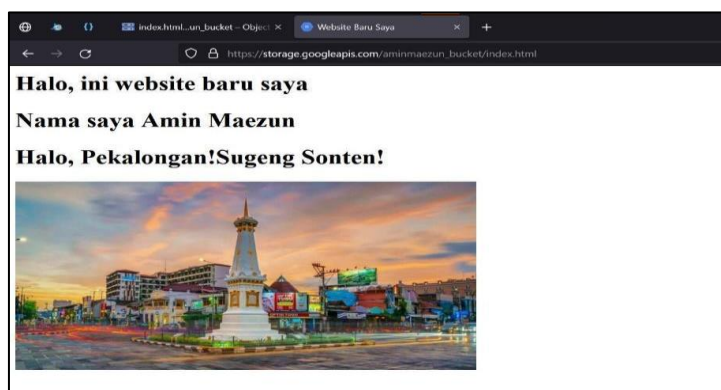 index.html...un_bucket – Object
Website Baru Saya
https://storage.googleapis.com/aminmaezun_bucket/index.html
Halo, ini website baru saya
Nama saya Amin Maezun
Halo, Pekalongan!Sugeng Sonten!